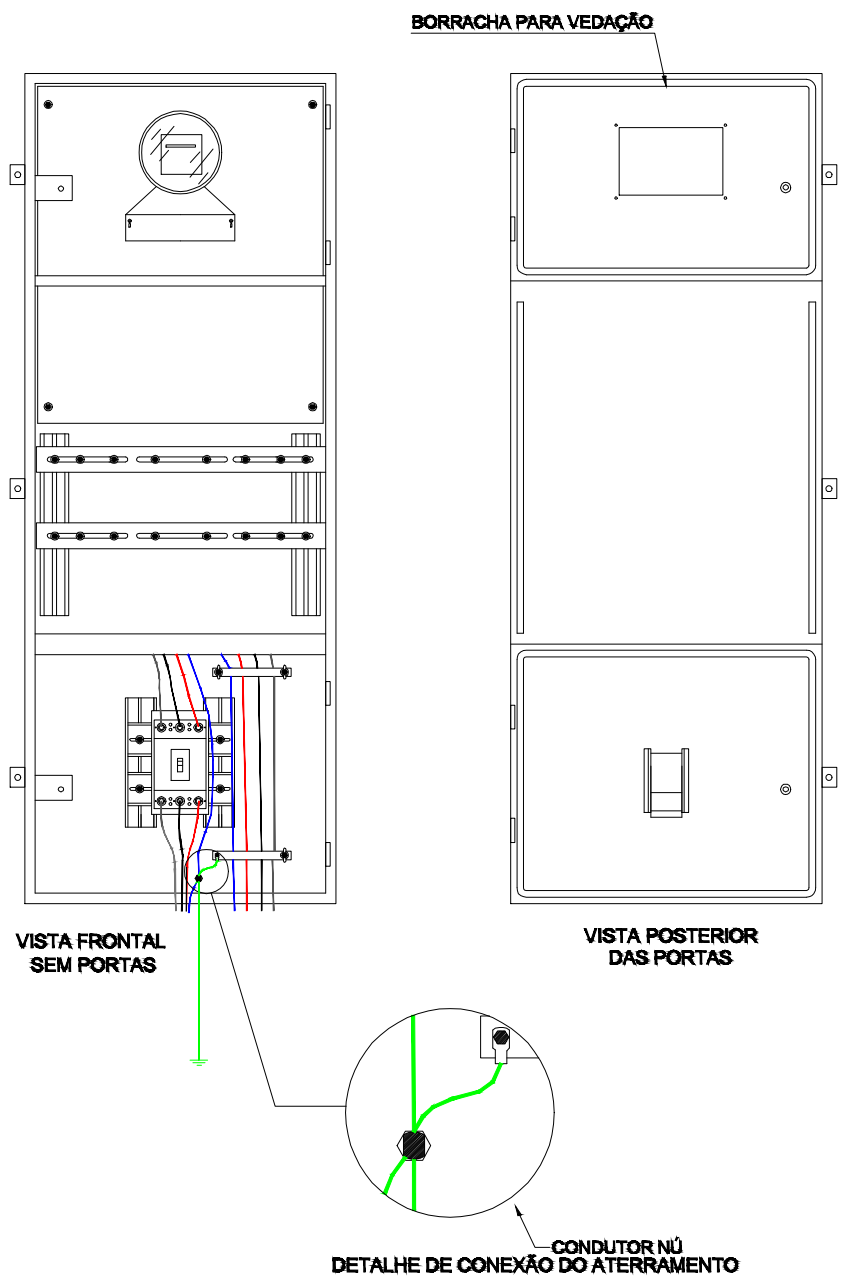 BORRACHA PARA VEDAÇÃO
VISTA FRONTAL
SEM PORTAS
VISTA POSTERIOR
DAS PORTAS
CONDUTOR NÚ
DETALHE DE CONEXÃO DO ATERRAMENTO